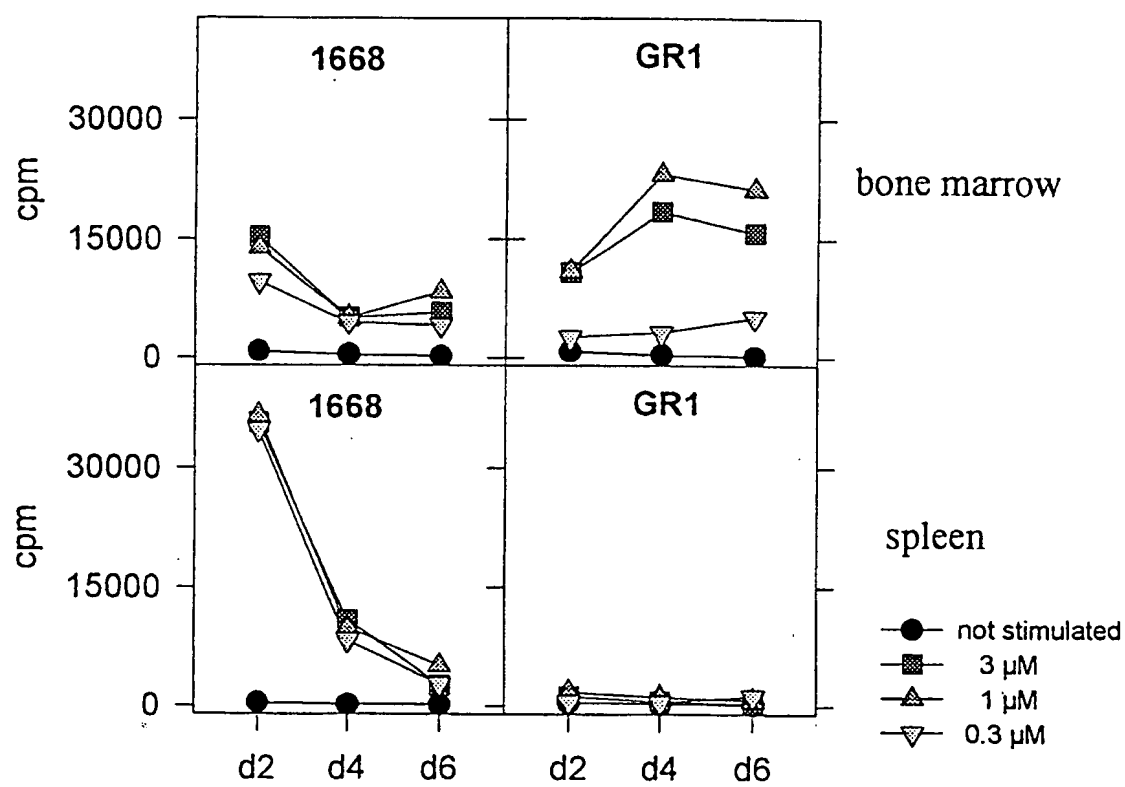 1668
GR1
30000
15000
0
cpm
bone marrow
1668
GR1
30000
15000
0
cpm
spleen
not stimulated
3 µM
1 µM
0.3 µM
d2 d4 d6 d2 d4 d6